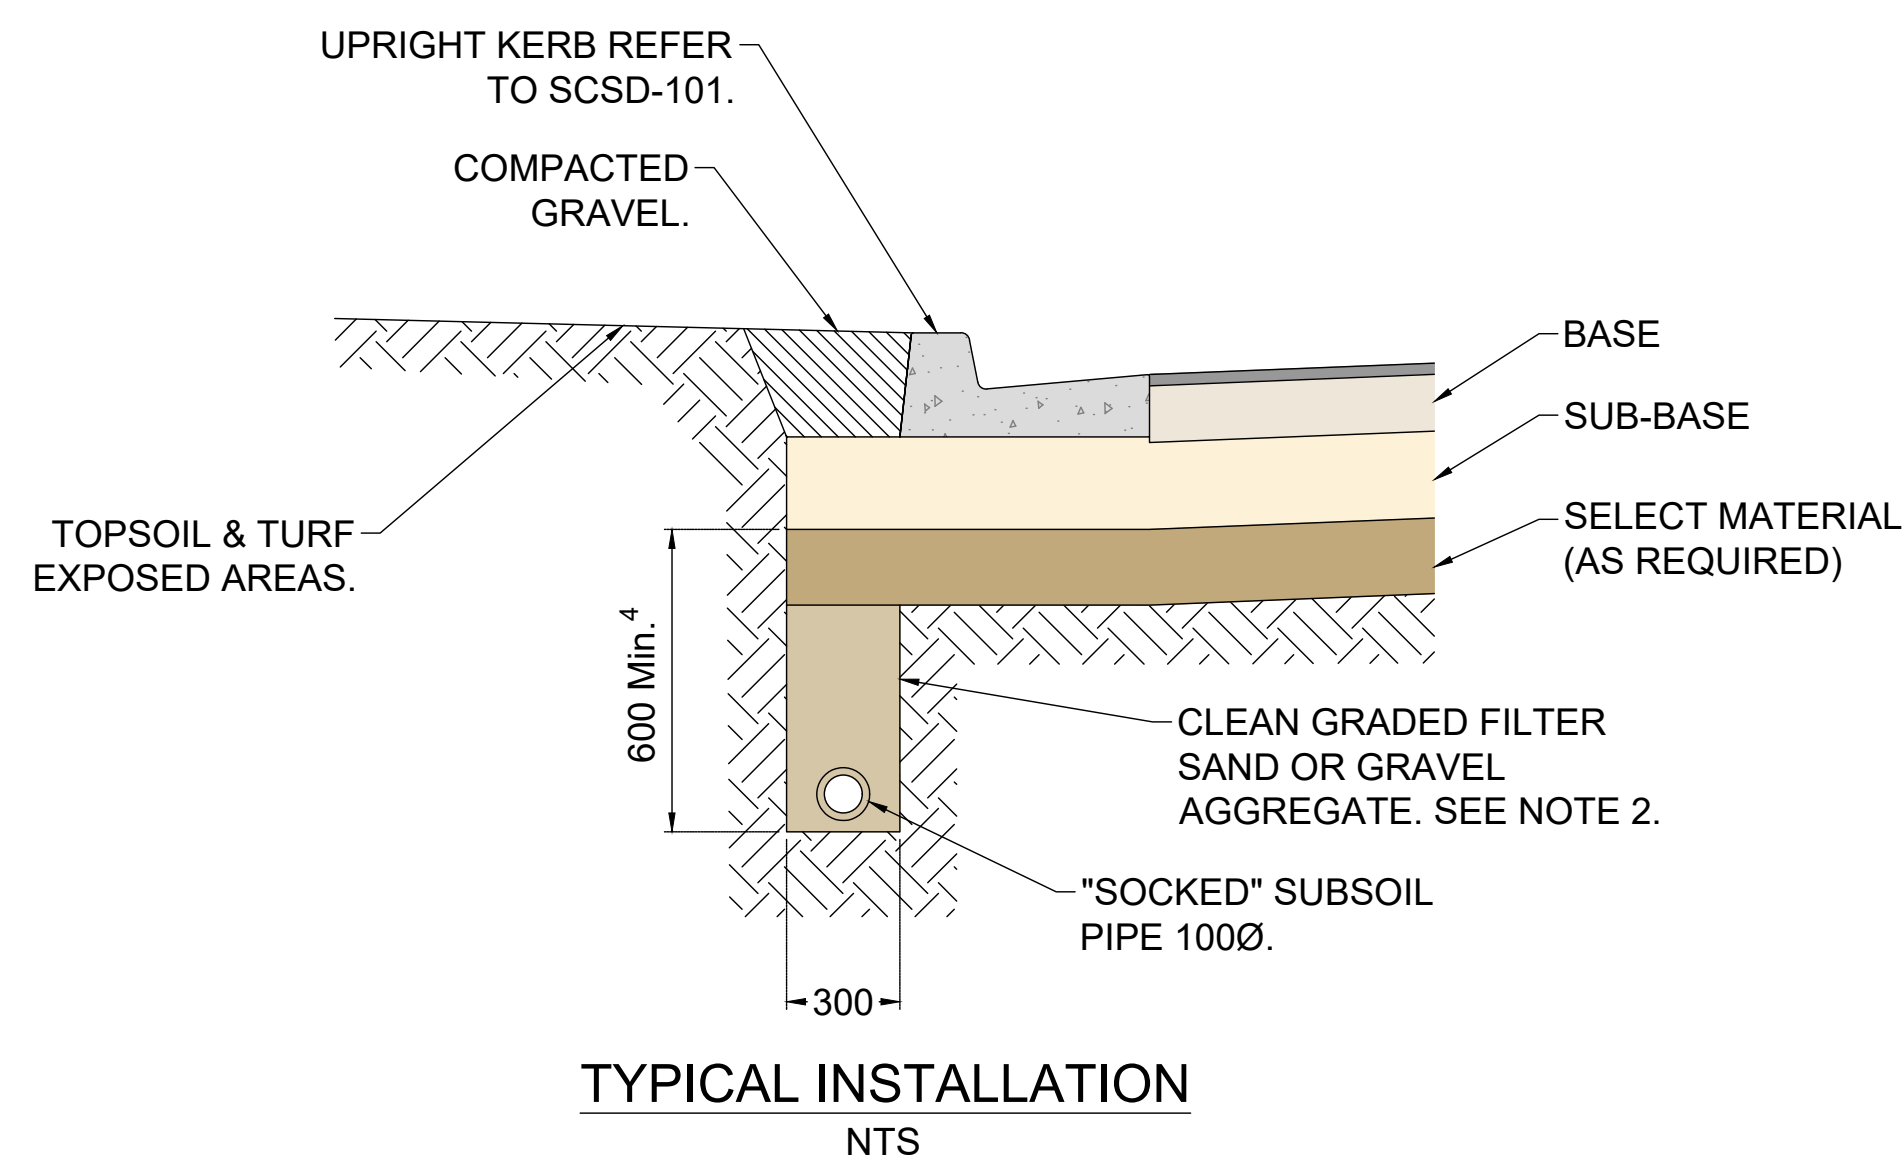 UPRIGHT KERB REFER
TO SCSD-101.
COMPACTED
GRAVEL.
BASE
SUB-BASE
SELECT MATERIAL
(AS REQUIRED)
TOPSOIL & TURF
EXPOSED AREAS.
600 Min.⁴
CLEAN GRADED FILTER
SAND OR GRAVEL
AGGREGATE. SEE NOTE 2.
"SOCKED" SUBSOIL
PIPE 100Ø.
300
TYPICAL INSTALLATION
NTS